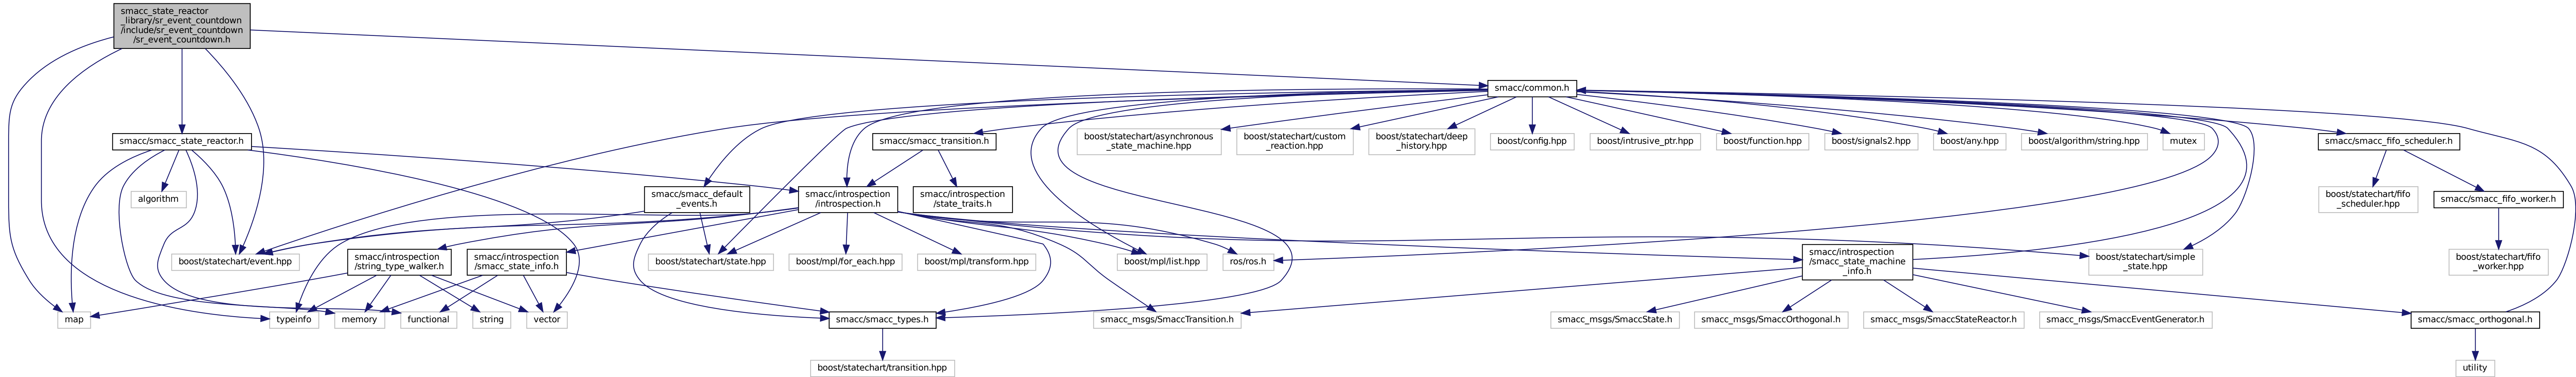 smacc_state_reactor
_library/sr_event_countdown
/include/sr_event_countdown
/sr_event_countdown.h
smacc/common.h
smacc/smacc_state_reactor.h
smacc/smacc_transition.h
boost/statechart/asynchronous
_state_machine.hpp
boost/statechart/custom
_reaction.hpp
boost/statechart/deep
_history.hpp
boost/config.hpp
boost/intrusive_ptr.hpp
boost/function.hpp
boost/signals2.hpp
boost/any.hpp
boost/algorithm/string.hpp
mutex
smacc/smacc_fifo_scheduler.h
algorithm
smacc/smacc_default
_events.h
smacc/introspection
/introspection.h
smacc/introspection
/state_traits.h
boost/statechart/fifo
_scheduler.hpp
smacc/smacc_fifo_worker.h
boost/statechart/event.hpp
smacc/introspection
/string_type_walker.h
smacc/introspection
/smacc_state_info.h
boost/statechart/state.hpp
boost/mpl/for_each.hpp
boost/mpl/transform.hpp
boost/mpl/list.hpp
ros/ros.h
smacc/introspection
/smacc_state_machine
_info.h
boost/statechart/simple
_state.hpp
boost/statechart/fifo
_worker.hpp
map
typeinfo
memory
functional
string
vector
smacc/smacc_types.h
smacc_msgs/SmaccTransition.h
smacc_msgs/SmaccState.h
smacc_msgs/SmaccOrthogonal.h
smacc_msgs/SmaccStateReactor.h
smacc_msgs/SmaccEventGenerator.h
smacc/smacc_orthogonal.h
boost/statechart/transition.hpp
utility